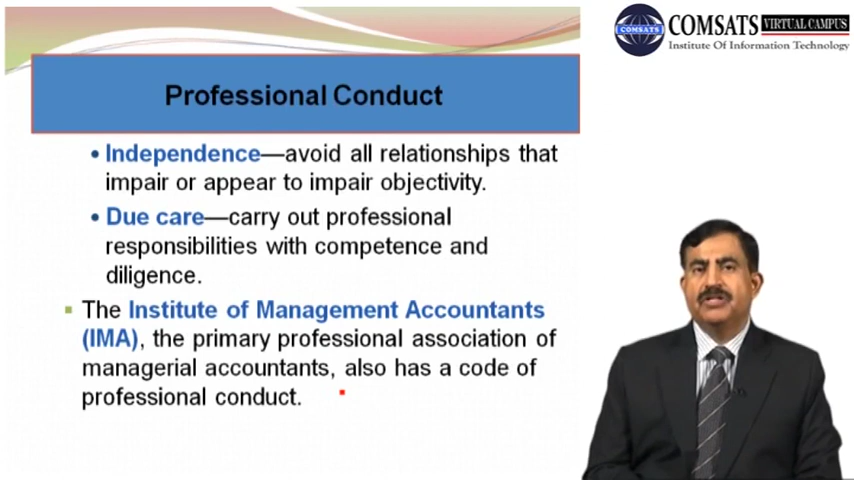 COMSATS VIRTUAL CAMPUS
COMSATS
Institute Of Information Technology
Professional Conduct
• Independence—avoid all relationships that
impair or appear to impair objectivity.
• Due care—carry out professional
responsibilities with competence and
diligence.
▪ The Institute of Management Accountants
(IMA), the primary professional association of
managerial accountants, also has a code of
professional conduct.